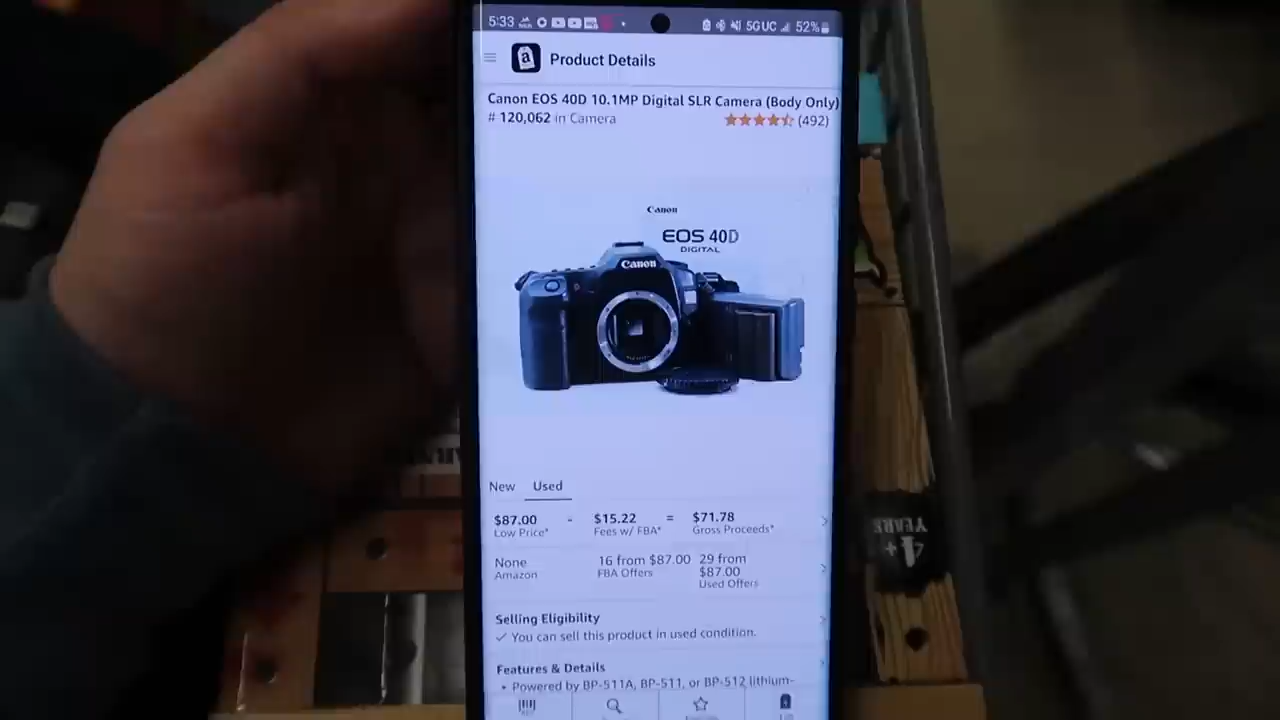 5:33 5GUC 52%
Product Details
Canon EOS 40D 10.1MP Digital SLR Camera (Body Only)
# 120,062 in Camera (492)
Canon
EOS 40D
DIGITAL
Canon
New Used
$87.00 - $15.22 = $71.78
Low Price* Fees w/ FBA* Gross Proceeds*
None 16 from $87.00 29 from
Amazon FBA Offers $87.00
Used Offers
Selling Eligibility
✓ You can sell this product in used condition.
Features & Details
• Powered by BP-511A, BP-511, or BP-512 lithium-
4+
YEARS